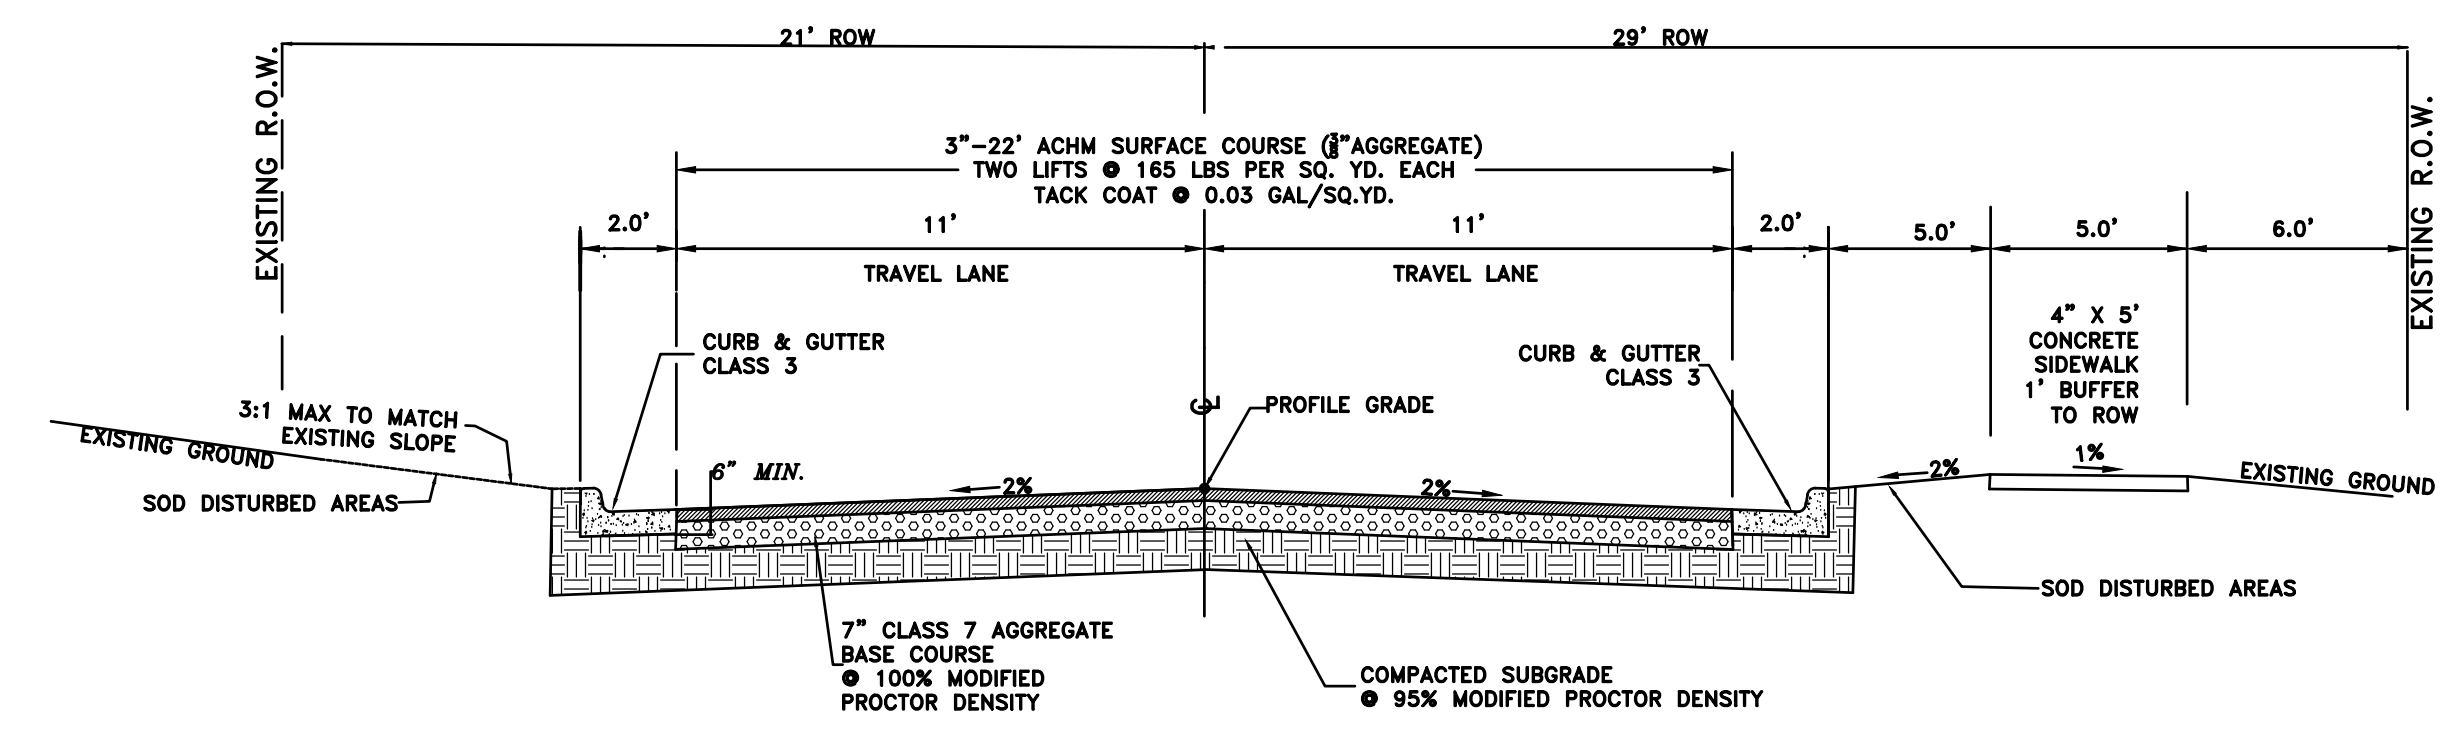 21' ROW
29' ROW
EXISTING R.O.W.
EXISTING R.O.W.
3"-22' ACHM SURFACE COURSE (3/8"AGGREGATE)
TWO LIFTS @ 165 LBS PER SQ. YD. EACH
TACK COAT @ 0.03 GAL/SQ.YD.
2.0'
11'
11'
2.0'
5.0'
5.0'
6.0'
TRAVEL LANE
TRAVEL LANE
4" X 5'
CONCRETE
SIDEWALK
1' BUFFER
TO ROW
CURB & GUTTER
CLASS 3
CURB & GUTTER
CLASS 3
CL
PROFILE GRADE
3:1 MAX TO MATCH
EXISTING SLOPE
EXISTING GROUND
SOD DISTURBED AREAS
6" MIN.
2%
2%
2%
1%
EXISTING GROUND
SOD DISTURBED AREAS
7" CLASS 7 AGGREGATE
BASE COURSE
@ 100% MODIFIED
PROCTOR DENSITY
COMPACTED SUBGRADE
@ 95% MODIFIED PROCTOR DENSITY